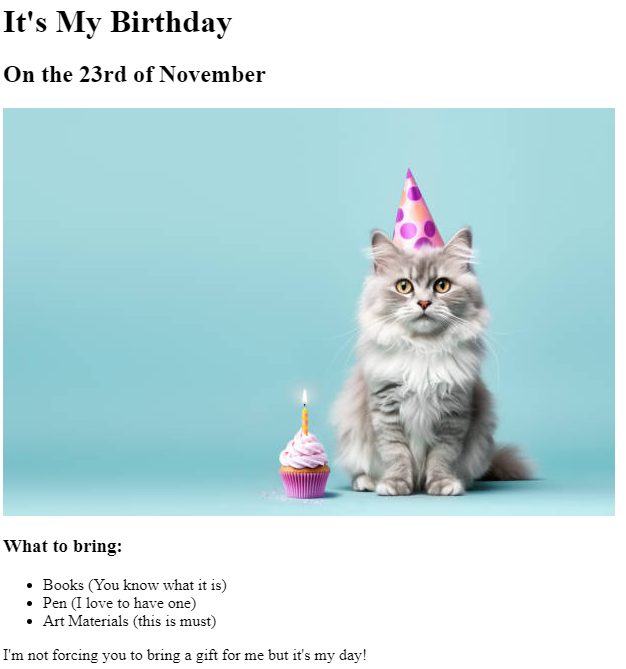 It's My Birthday
On the 23rd of November
What to bring:
Books (You know what it is)
Pen (I love to have one)
Art Materials (this is must)
I'm not forcing you to bring a gift for me but it's my day!